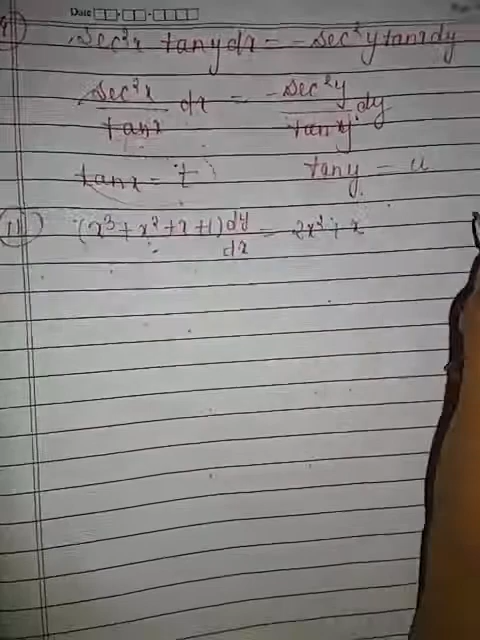 Date
sec²x tany dx = -sec²y tanx dy
sec²x/tanx dx = -sec²y/tany dy
tanx = t tany = u
11 (x³+x²+x+1) dy/dx = 2x²+x